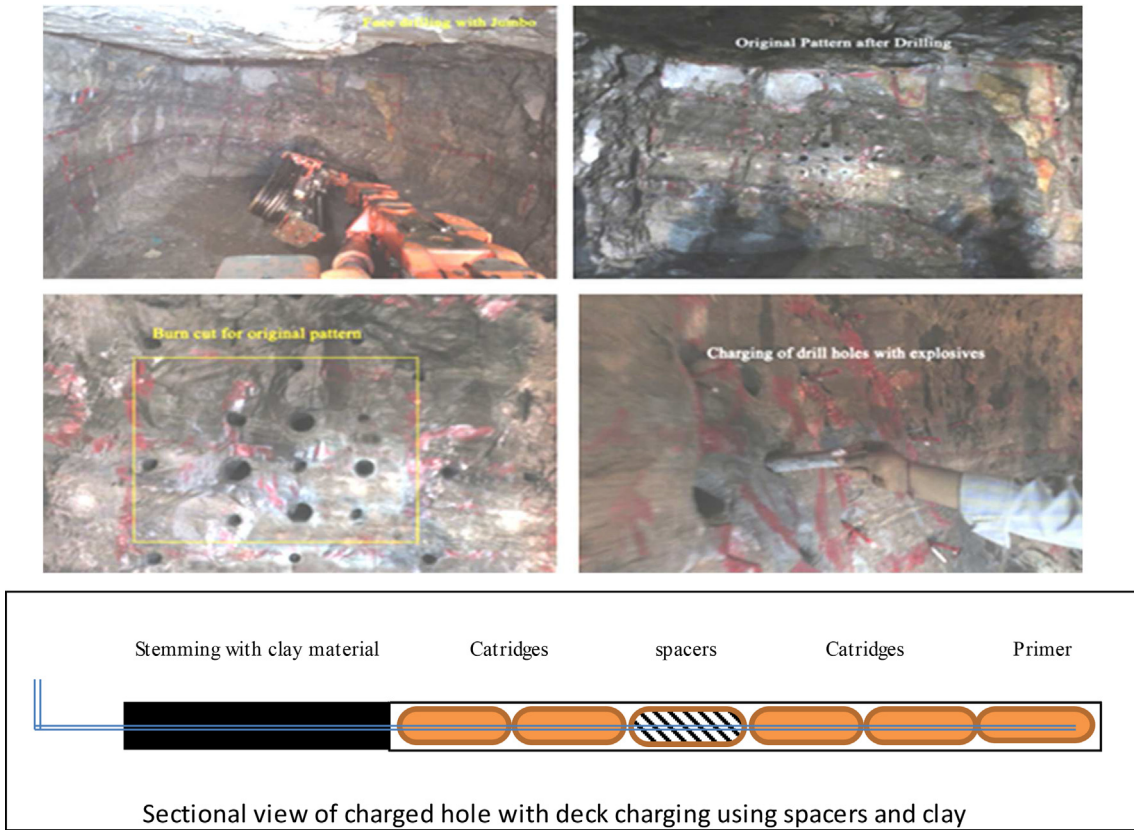 Face drilling with Jumbo
Original Pattern after Drilling
Burn cut for original pattern
Charging of drill holes with explosives
Stemming with clay material
Catridges
spacers
Catridges
Primer
Sectional view of charged hole with deck charging using spacers and clay